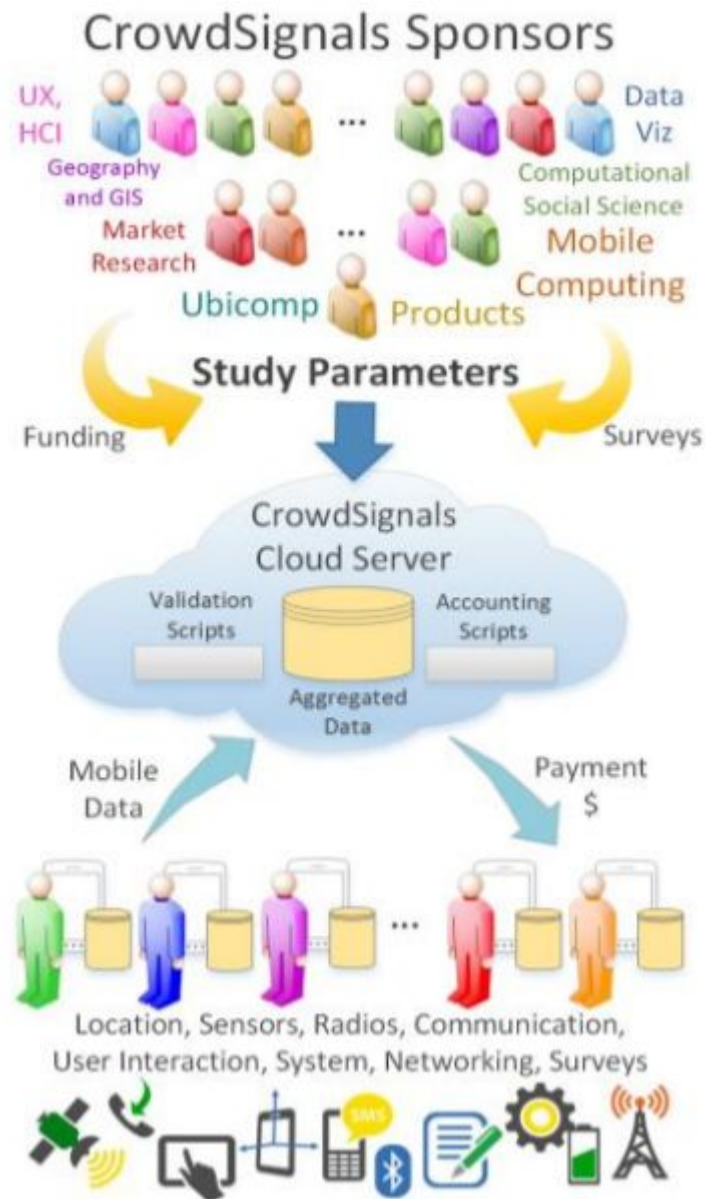 CrowdSignals Sponsors
UX,
HCI
...
Data
Viz
Geography
and GIS
Computational
Social Science
Market
Research
...
Mobile
Computing
Ubicomp
Products
Study Parameters
Funding
Surveys
CrowdSignals
Cloud Server
Validation
Scripts
Accounting
Scripts
Aggregated
Data
Mobile
Data
Payment
$
...
Location, Sensors, Radios, Communication,
User Interaction, System, Networking, Surveys
SMS